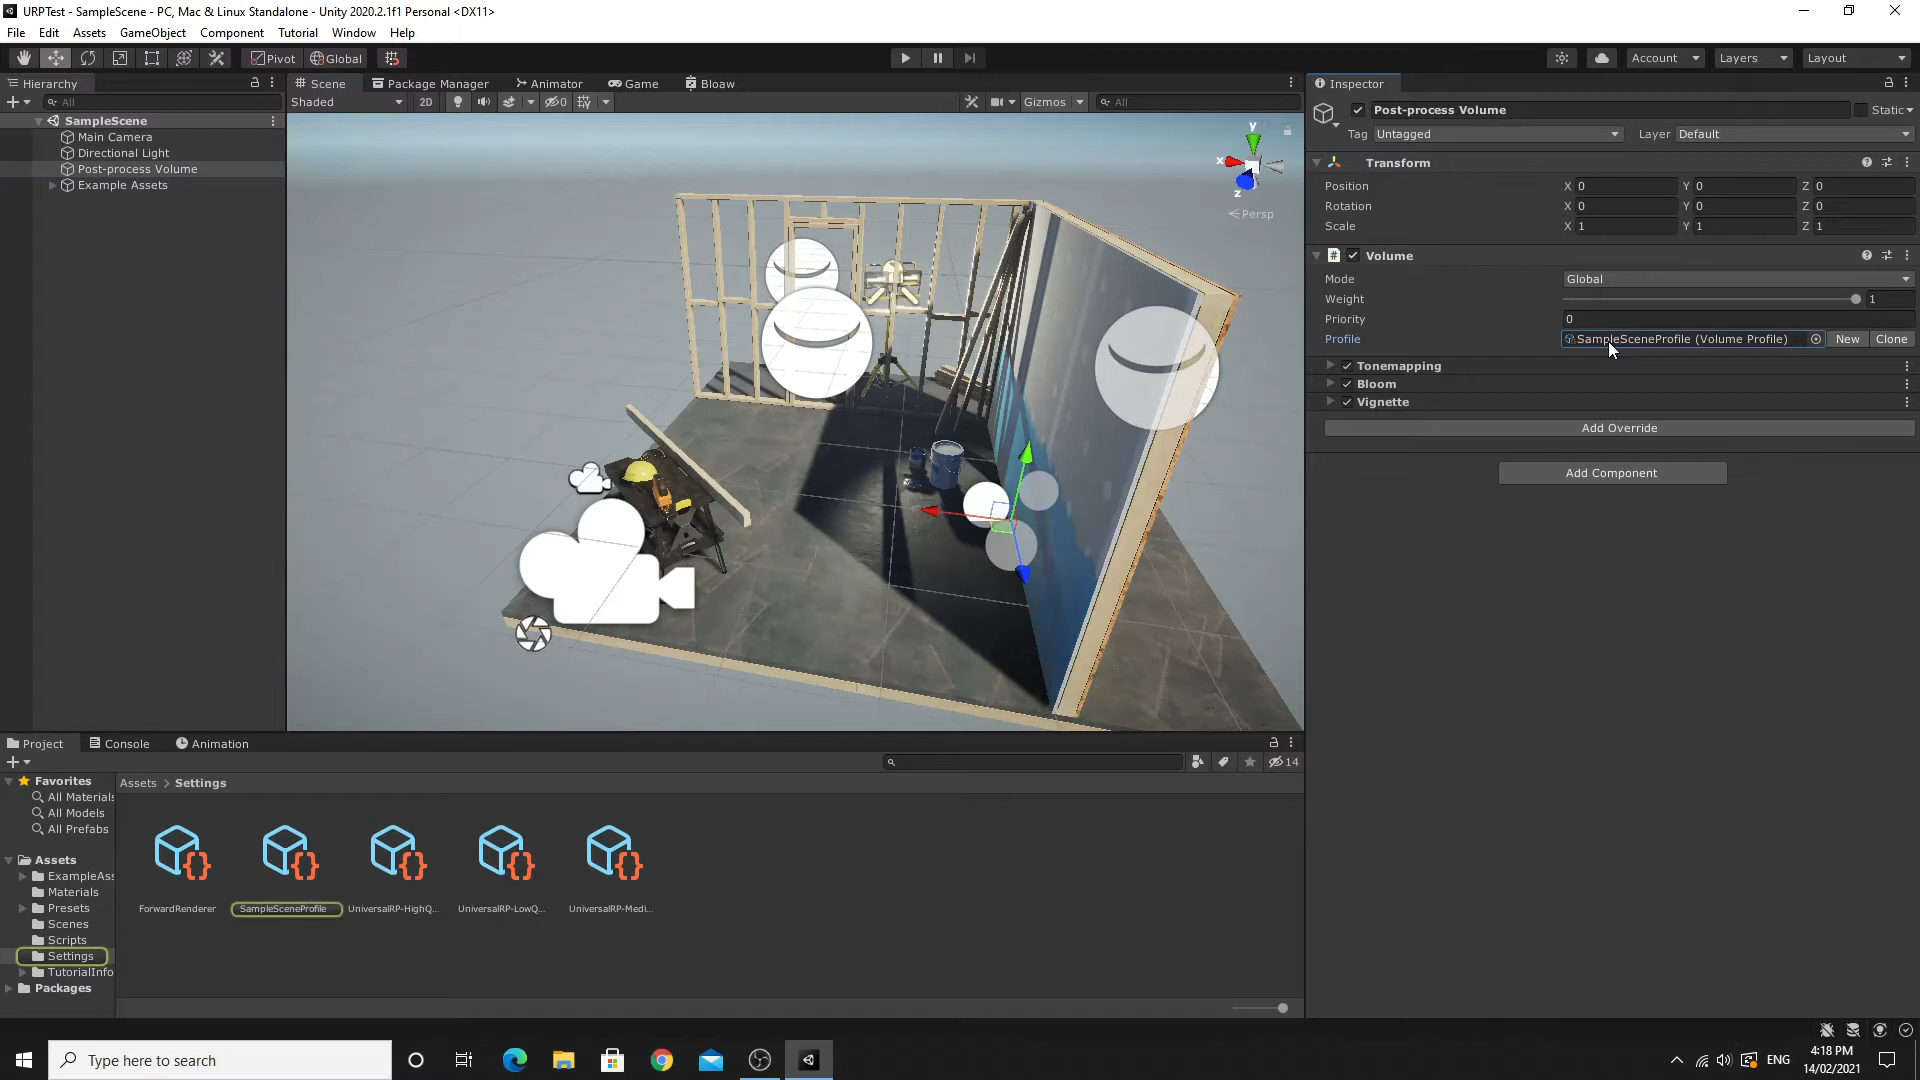 URPTest - SampleScene - PC, Mac & Linux Standalone - Unity 2020.2.1f1 Personal <DX11>
File Edit Assets GameObject Component Tutorial Window Help
Pivot Global Account Layers Layout
Hierarchy
All
SampleScene
Main Camera
Directional Light
Post-process Volume
Example Assets
Scene Package Manager Animator Game Bloaw
Shaded 2D 0 Gizmos All
y
x
z
Persp
Inspector
Post-process Volume Static
Tag Untagged Layer Default
Transform
Position X 0 Y 0 Z 0
Rotation X 0 Y 0 Z 0
Scale X 1 Y 1 Z 1
Volume
Mode Global
Weight 1
Priority 0
Profile SampleSceneProfile (Volume Profile) New Clone
Tonemapping
Bloom
Vignette
Add Override
Add Component
Project Console Animation
14
Favorites
All Materials
All Models
All Prefabs
Assets
ExampleAss
Materials
Presets
Scenes
Scripts
Settings
TutorialInfo
Packages
Assets > Settings
ForwardRenderer SampleSceneProfile UniversalRP-HighQ... UniversalRP-LowQ... UniversalRP-Medi...
Type here to search
ENG
4:18 PM
14/02/2021